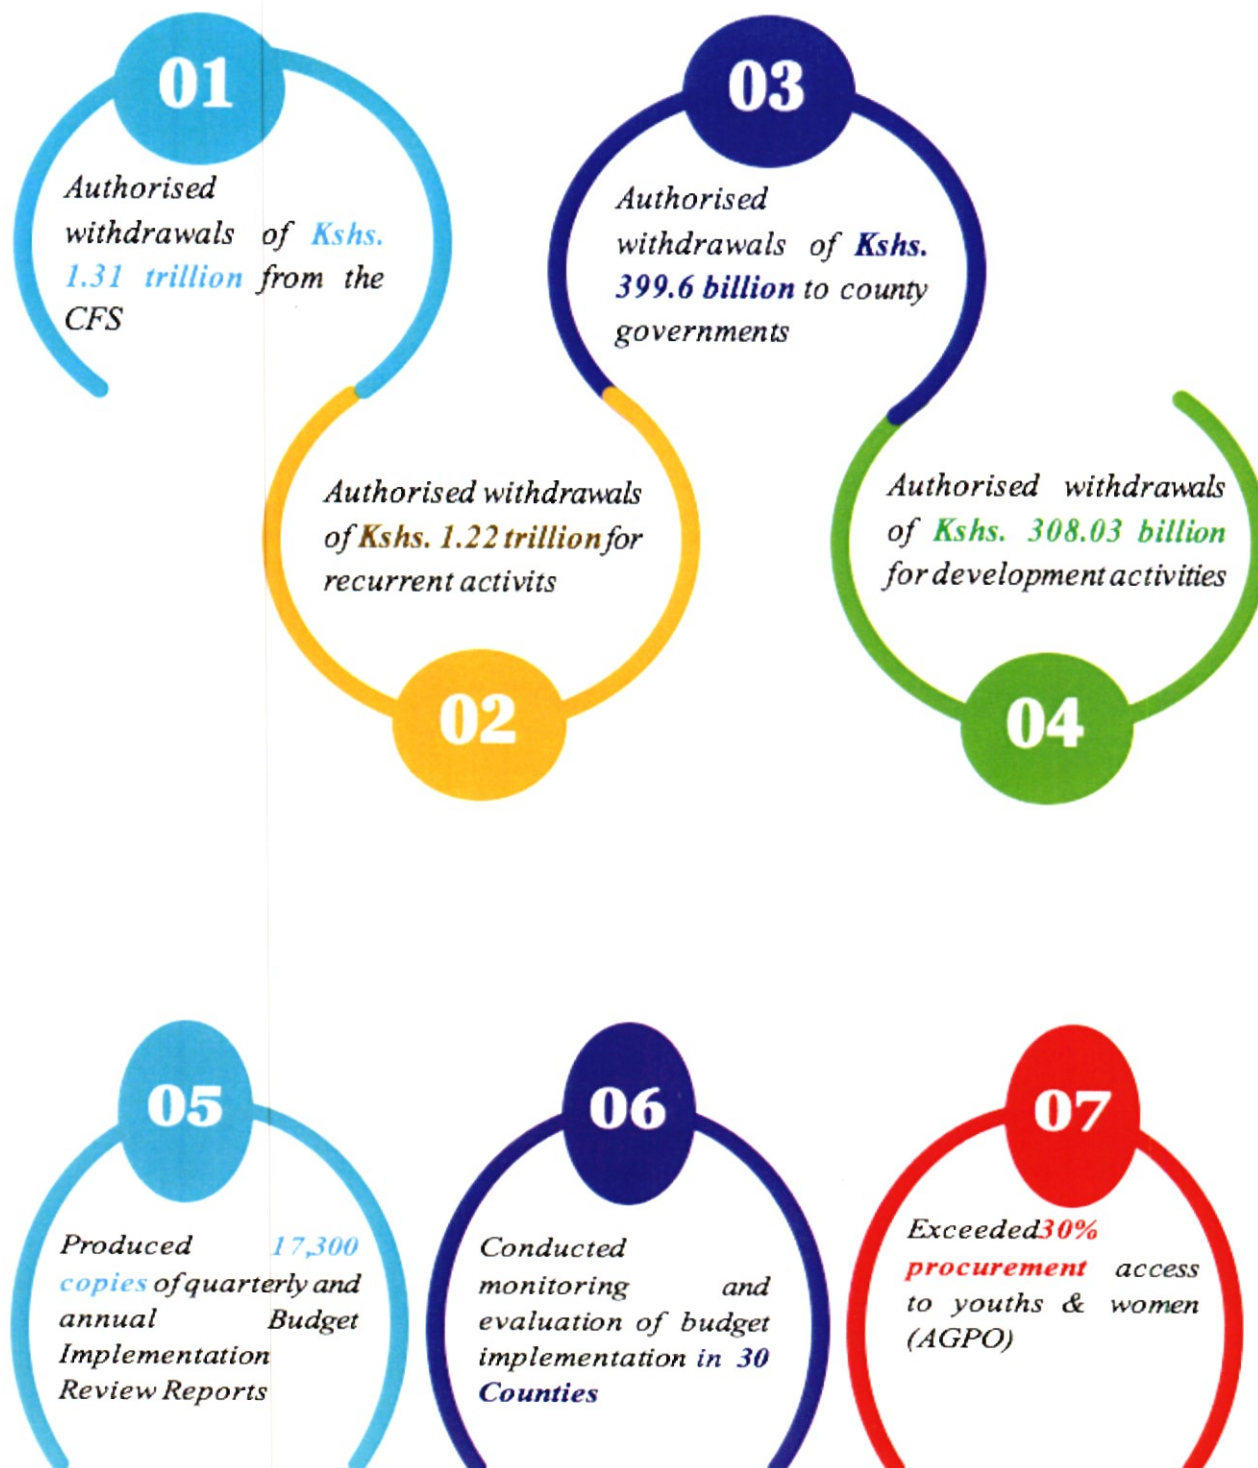 01
Authorised
withdrawals of Kshs.
1.31 trillion from the
CFS
03
Authorised
withdrawals of Kshs.
399.6 billion to county
governments
Authorised withdrawals
of Kshs. 1.22 trillion for
recurrent activits
02
Authorised withdrawals
of Kshs. 308.03 billion
for development activities
04
05
Produced 17,300
copies of quarterly and
annual Budget
Implementation
Review Reports
06
Conducted
monitoring and
evaluation of budget
implementation in 30
Counties
07
Exceeded30%
procurement access
to youths & women
(AGPO)